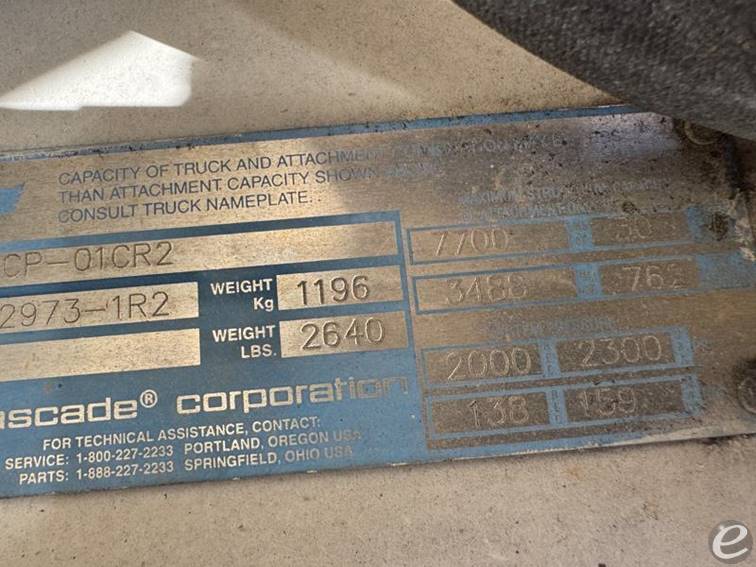 CAPACITY OF TRUCK AND ATTACHMENT
THAN ATTACHMENT CAPACITY SHOWN
CONSULT TRUCK NAMEPLATE.
CP-01CR2
2973-1R2
WEIGHT Kg 1196
WEIGHT LBS. 2640
7700 30
3488 762
2000 2300
138 159
ascade® corporation
FOR TECHNICAL ASSISTANCE, CONTACT:
SERVICE: 1-800-227-2233 PORTLAND, OREGON USA
PARTS: 1-888-227-2233 SPRINGFIELD, OHIO USA
e